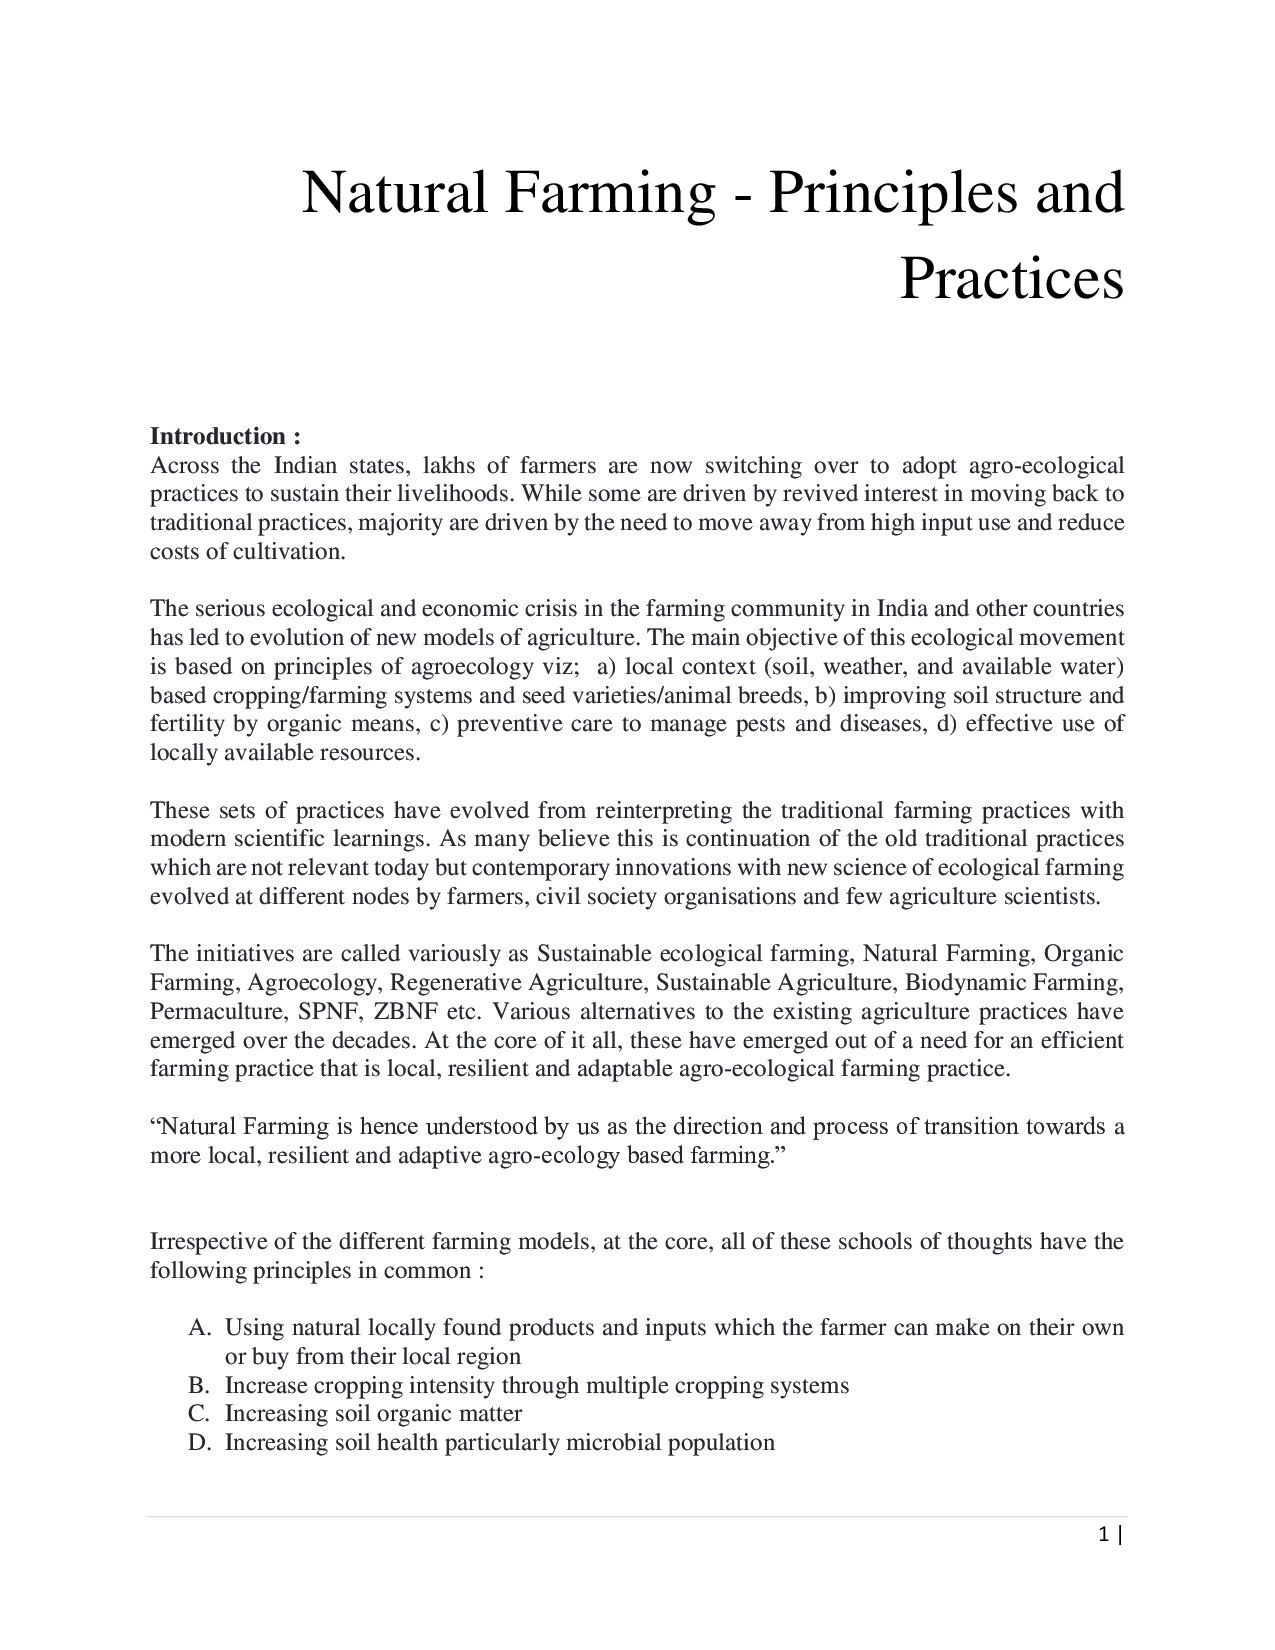 Natural Farming - Principles and
Practices
Introduction :
Across the Indian states, lakhs of farmers are now switching over to adopt agro-ecological
practices to sustain their livelihoods. While some are driven by revived interest in moving back to
traditional practices, majority are driven by the need to move away from high input use and reduce
costs of cultivation.
The serious ecological and economic crisis in the farming community in India and other countries
has led to evolution of new models of agriculture. The main objective of this ecological movement
is based on principles of agroecology viz;  a) local context (soil, weather, and available water)
based cropping/farming systems and seed varieties/animal breeds, b) improving soil structure and
fertility by organic means, c) preventive care to manage pests and diseases, d) effective use of
locally available resources.
These sets of practices have evolved from reinterpreting the traditional farming practices with
modern scientific learnings. As many believe this is continuation of the old traditional practices
which are not relevant today but contemporary innovations with new science of ecological farming
evolved at different nodes by farmers, civil society organisations and few agriculture scientists.
The initiatives are called variously as Sustainable ecological farming, Natural Farming, Organic
Farming, Agroecology, Regenerative Agriculture, Sustainable Agriculture, Biodynamic Farming,
Permaculture, SPNF, ZBNF etc. Various alternatives to the existing agriculture practices have
emerged over the decades. At the core of it all, these have emerged out of a need for an efficient
farming practice that is local, resilient and adaptable agro-ecological farming practice.
“Natural Farming is hence understood by us as the direction and process of transition towards a
more local, resilient and adaptive agro-ecology based farming.”
Irrespective of the different farming models, at the core, all of these schools of thoughts have the
following principles in common :
A. Using natural locally found products and inputs which the farmer can make on their own
or buy from their local region
B. Increase cropping intensity through multiple cropping systems
C. Increasing soil organic matter
D. Increasing soil health particularly microbial population
1 |